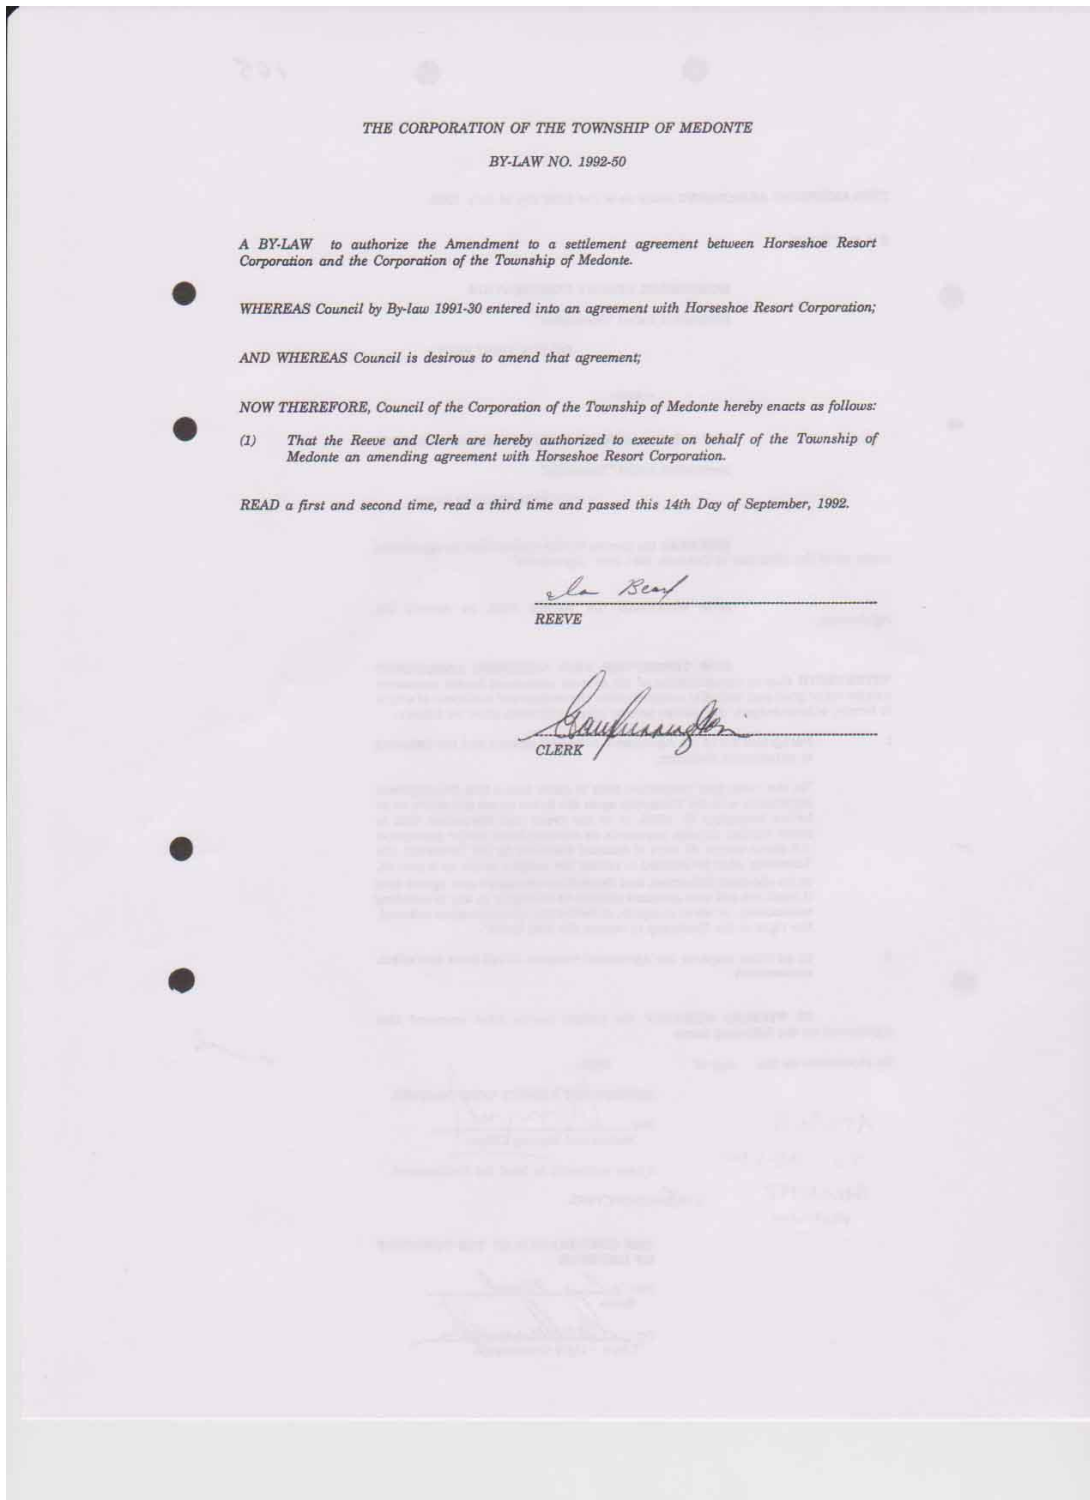 THE CORPORATION OF THE TOWNSHIP OF MEDONTE
BY-LAW NO. 1992-50
A BY-LAW to authorize the Amendment to a settlement agreement between Horseshoe Resort
Corporation and the Corporation of the Township of Medonte.
WHEREAS Council by By-law 1991-30 entered into an agreement with Horseshoe Resort Corporation;
AND WHEREAS Council is desirous to amend that agreement;
NOW THEREFORE, Council of the Corporation of the Township of Medonte hereby enacts as follows:
(1) That the Reeve and Clerk are hereby authorized to execute on behalf of the Township of
Medonte an amending agreement with Horseshoe Resort Corporation.
READ a first and second time, read a third time and passed this 14th Day of September, 1992.
REEVE
CLERK